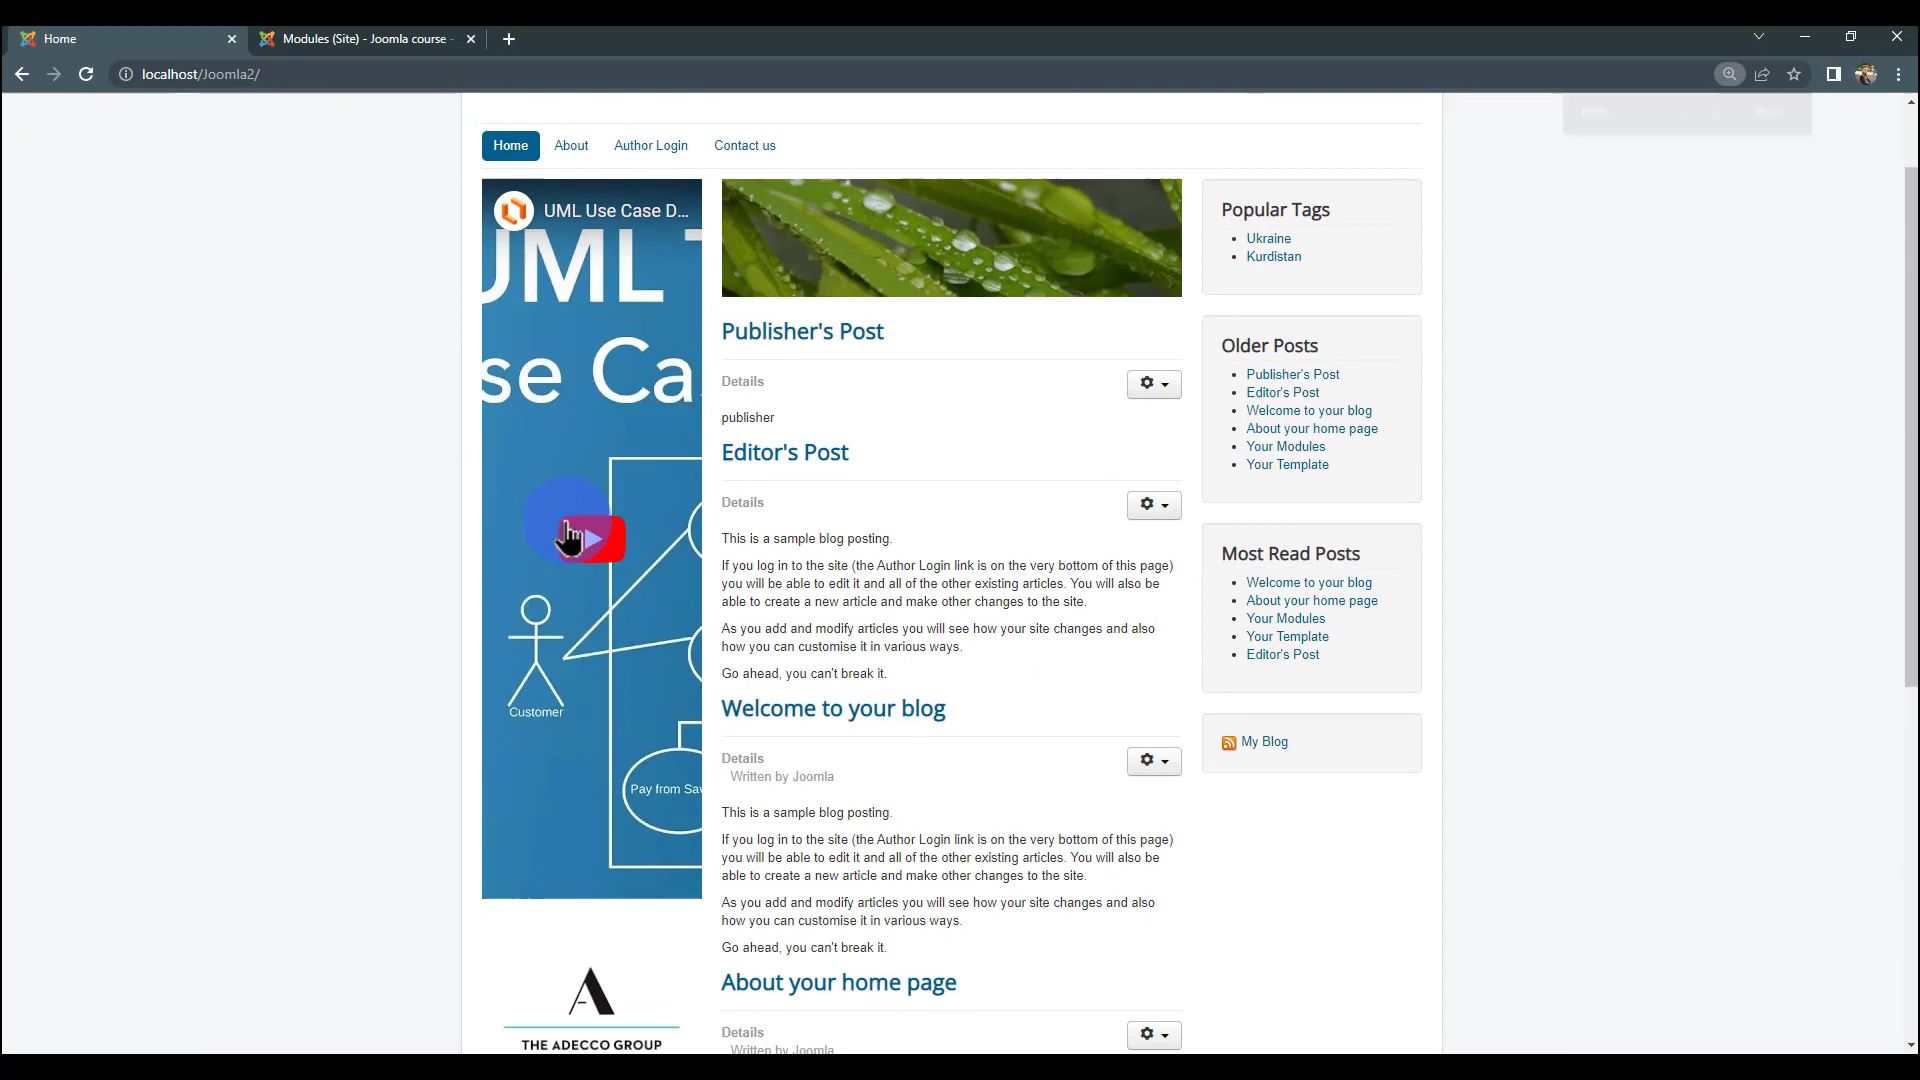 Home
Modules (Site) - Joomla course -
localhost/Joomla2/
Home
About
Author Login
Contact us
UML Use Case D...
UML
se Ca
Customer
Pay from Sav
THE ADECCO GROUP
Publisher's Post
Details
publisher
Editor's Post
Details
This is a sample blog posting.
If you log in to the site (the Author Login link is on the very bottom of this page)
you will be able to edit it and all of the other existing articles. You will also be
able to create a new article and make other changes to the site.
As you add and modify articles you will see how your site changes and also
how you can customise it in various ways.
Go ahead, you can't break it.
Welcome to your blog
Details
Written by Joomla
This is a sample blog posting.
If you log in to the site (the Author Login link is on the very bottom of this page)
you will be able to edit it and all of the other existing articles. You will also be
able to create a new article and make other changes to the site.
As you add and modify articles you will see how your site changes and also
how you can customise it in various ways.
Go ahead, you can't break it.
About your home page
Details
Written by Joomla
Popular Tags
Ukraine
Kurdistan
Older Posts
Publisher's Post
Editor's Post
Welcome to your blog
About your home page
Your Modules
Your Template
Most Read Posts
Welcome to your blog
About your home page
Your Modules
Your Template
Editor's Post
My Blog